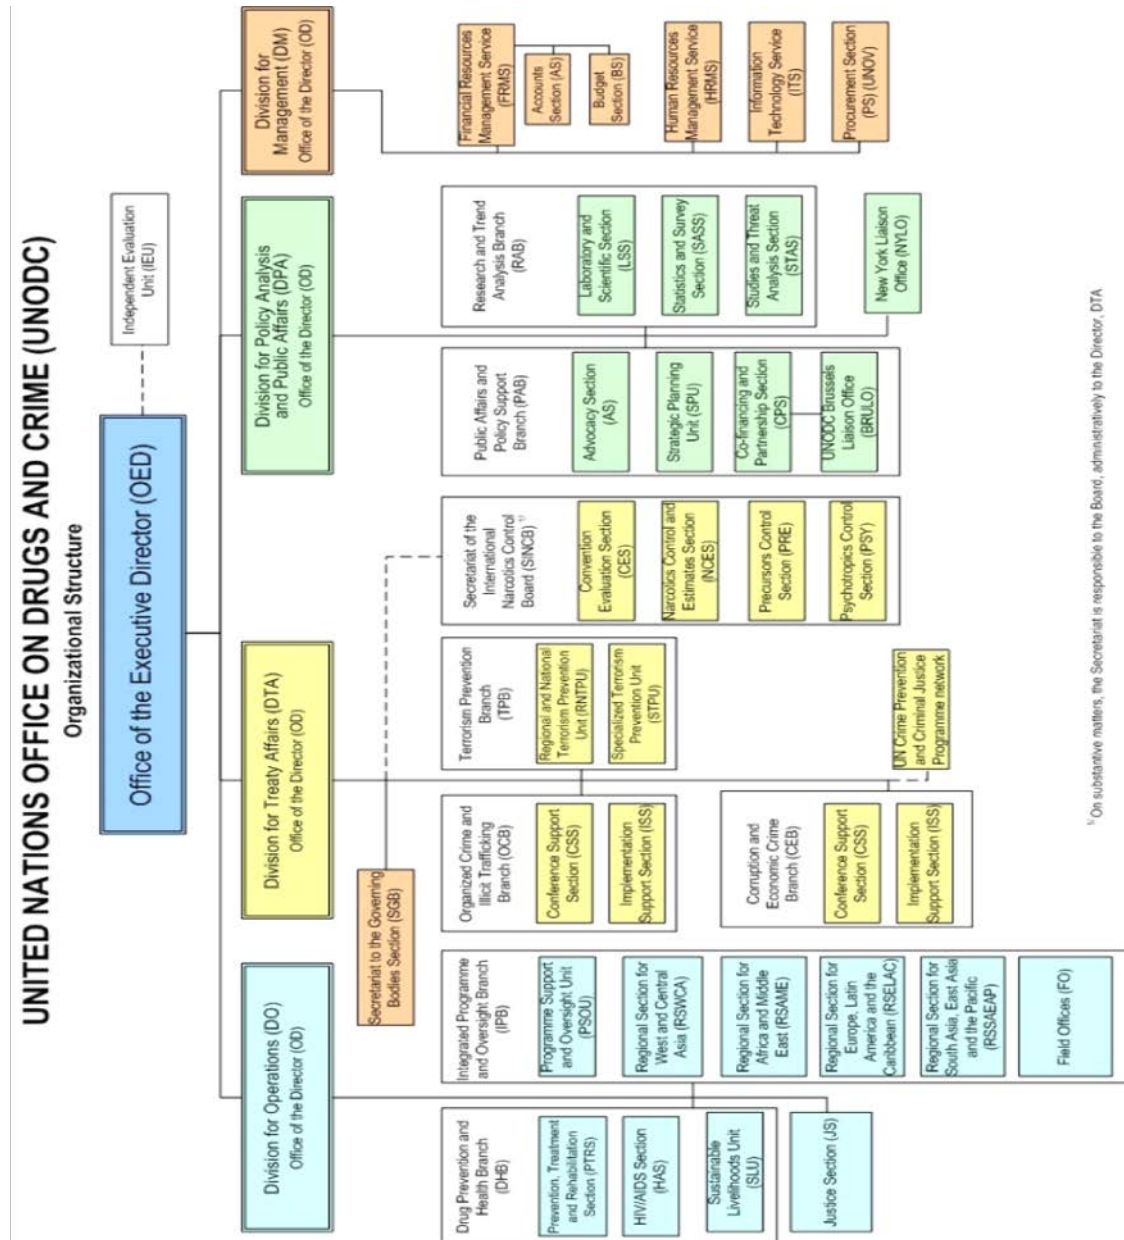 UNITED NATIONS OFFICE ON DRUGS AND CRIME (UNODC)
Organizational Structure
Office of the Executive Director (OED)
Independent Evaluation
Unit (IEU)
Division for Operations (DO)
Office of the Director (OD)
Division for Treaty Affairs (DTA)
Office of the Director (OD)
Division for Policy Analysis
and Public Affairs (DPA)
Office of the Director (OD)
Division for
Management (DM)
Office of the Director (OD)
Secretariat to the Governing
Bodies Section (SGB)
Drug Prevention and
Health Branch
(DHB)
Prevention, Treatment
and Rehabilitation
Section (PTRS)
HIV/AIDS Section
(HAS)
Sustainable
Livelihoods Unit
(SLU)
Justice Section (JS)
Integrated Programme
and Oversight Branch
(IPB)
Programme Support
and Oversight Unit
(PSOU)
Regional Section for
West and Central
Asia (RSWCA)
Regional Section for
Africa and Middle
East (RSAME)
Regional Section for
Europe, Latin
America and the
Caribbean (RSELAC)
Regional Section for
South Asia, East Asia
and the Pacific
(RSSAEAP)
Field Offices (FO)
Organized Crime and
Illicit Trafficking
Branch (OCB)
Conference Support
Section (CSS)
Implementation
Support Section (ISS)
Corruption and
Economic Crime
Branch (CEB)
Conference Support
Section (CSS)
Implementation
Support Section (ISS)
Terrorism Prevention
Branch
(TPB)
Regional and National
Terrorism Prevention
Unit (RNTPU)
Specialized Terrorism
Prevention Unit
(STPU)
UN Crime Prevention
and Criminal Justice
Programme network
Secretariat of the
International
Narcotics Control
Board (SINCB) 1/
Convention
Evaluation Section
(CES)
Narcotics Control and
Estimates Section
(NCES)
Precursors Control
Section (PRE)
Psychotropics Control
Section (PSY)
Public Affairs and
Policy Support
Branch (PAB)
Advocacy Section
(AS)
Strategic Planning
Unit (SPU)
Co-financing and
Partnership Section
(CPS)
UNODC Brussels
Liaison Office
(BRULO)
Research and Trend
Analysis Branch
(RAB)
Laboratory and
Scientific Section
(LSS)
Statistics and Survey
Section (SASS)
Studies and Threat
Analysis Section
(STAS)
New York Liaison
Office (NYLO)
Financial Resources
Management Service
(FRMS)
Accounts
Section (AS)
Budget
Section (BS)
Human Resources
Management Service
(HRMS)
Information
Technology Service
(ITS)
Procurement Section
(PS) (UNOV)
1/ On substantive matters, the Secretariat is responsible to the Board, administratively to the Director, DTA